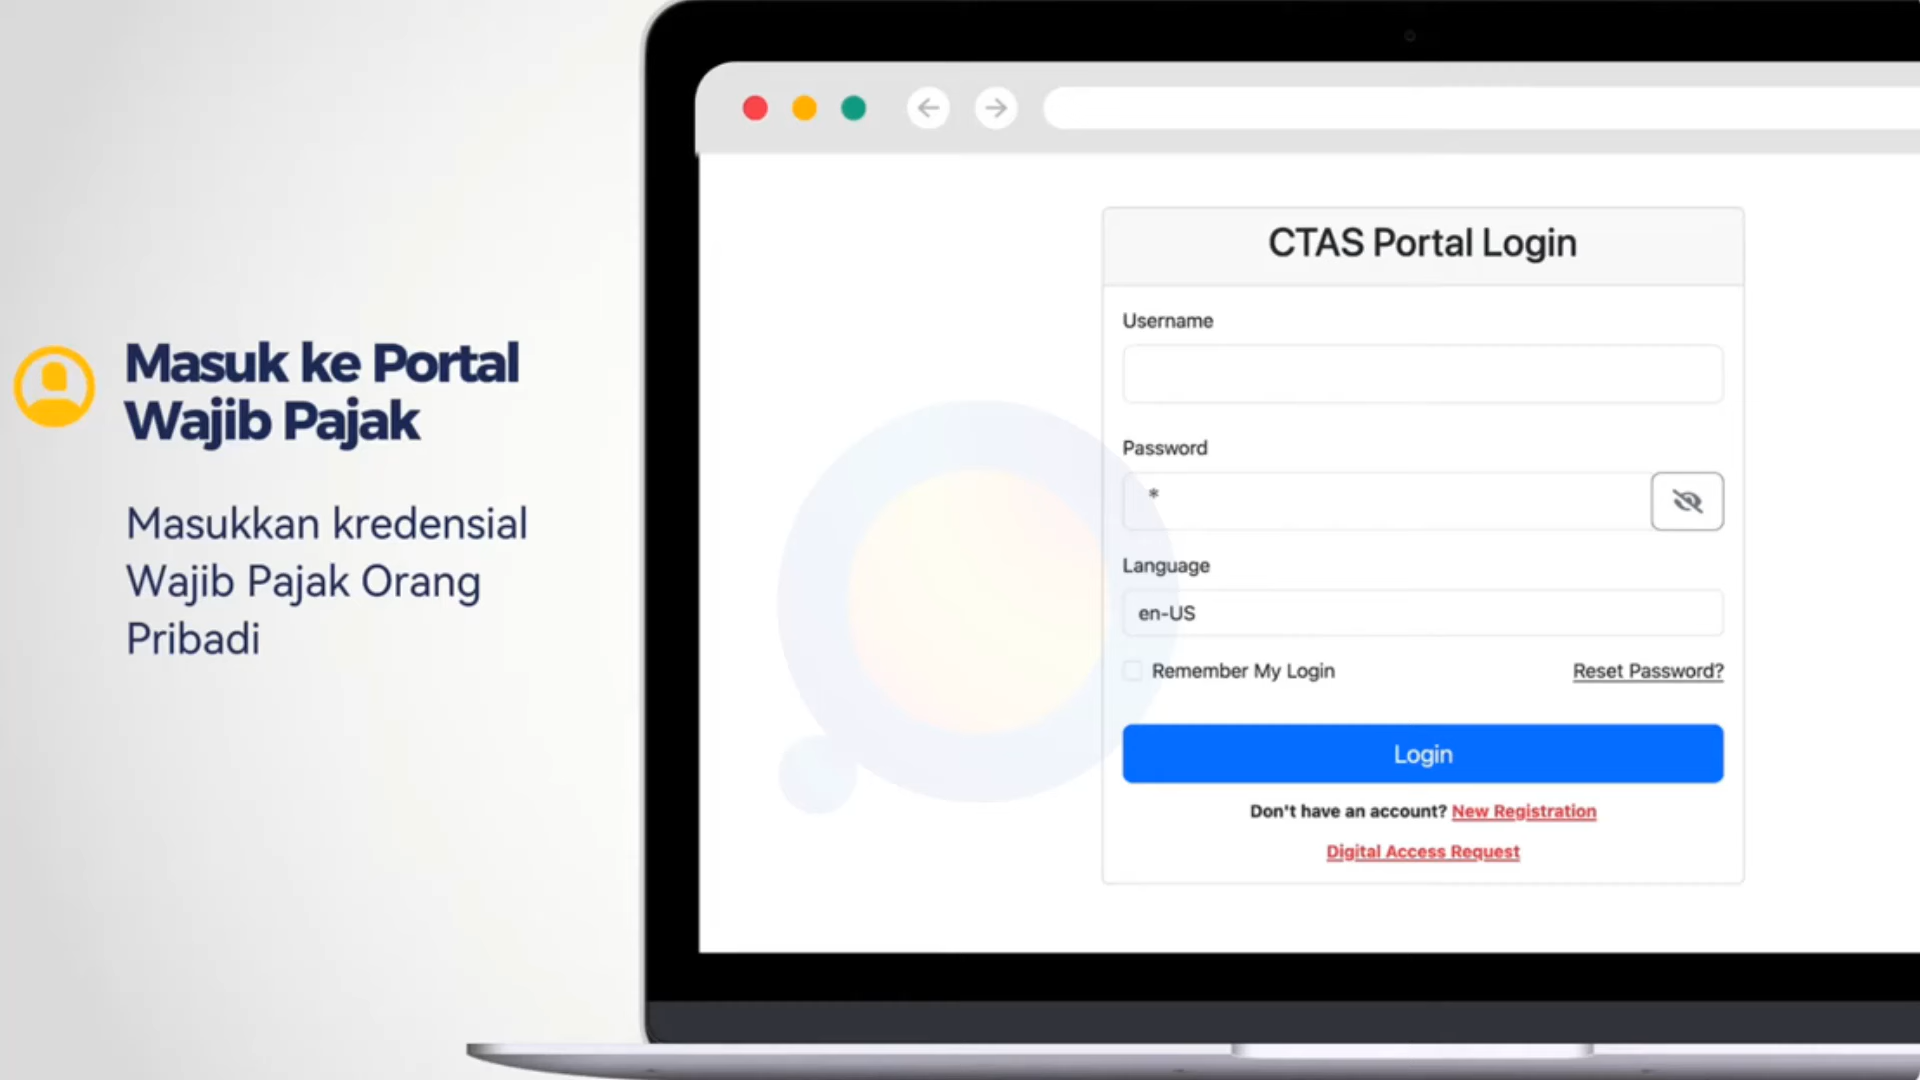 Masuk ke Portal
Wajib Pajak
Masukkan kredensial
Wajib Pajak Orang
Pribadi
CTAS Portal Login
Username
Password
*
Language
en-US
Remember My Login
Reset Password?
Login
Don't have an account? New Registration
Digital Access Request